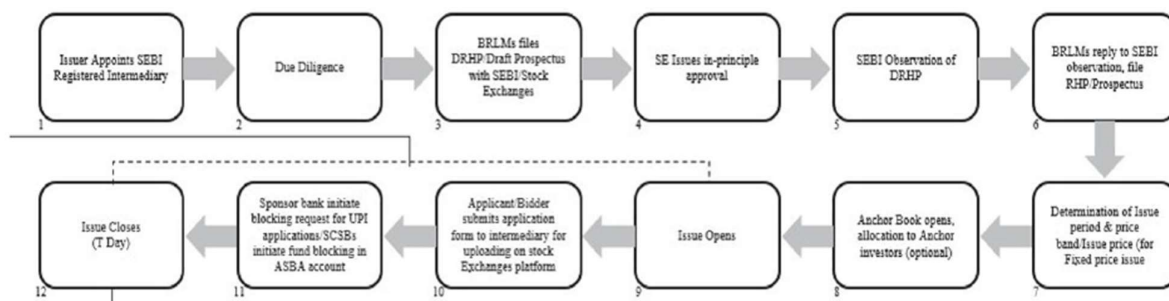 Issuer Appoints SEBI
Registered Intermediary
1
Due Diligence
2
BRLMs files
DRHP/Draft Prospectus
with SEBI/Stock
Exchanges
3
SE Issues in-principle
approval
4
SEBI Observation of
DRHP
5
BRLMs reply to SEBI
observation, file
RHP/Prospectus
6
Determination of Issue
period & price
band/Issue price (for
Fixed price issue
7
Anchor Book opens,
allocation to Anchor
investors (optional)
8
Issue Opens
9
Applicant/Bidder
submits application
form to intermediary for
uploading on stock
Exchanges platform
10
Sponsor bank initiate
blocking request for UPI
applications/SCSBs
initiate fund blocking in
ASBA account
11
Issue Closes
(T Day)
12